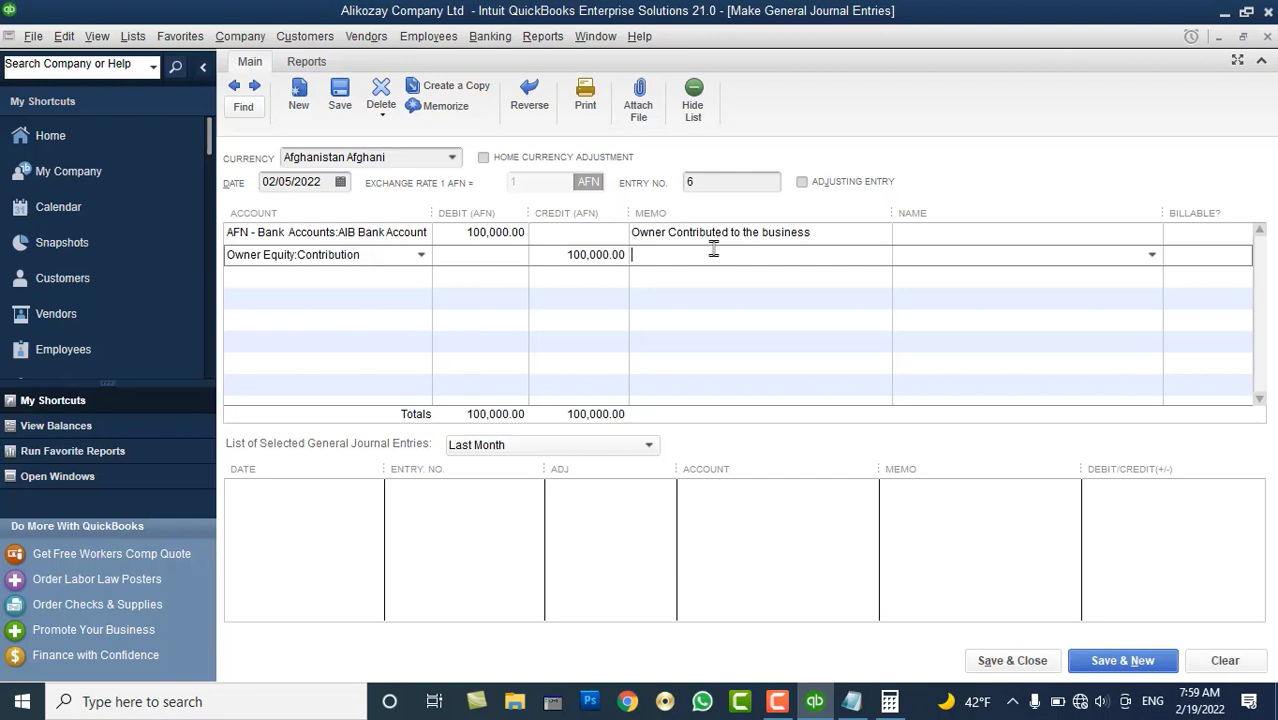 Alikozay Company Ltd - Intuit QuickBooks Enterprise Solutions 21.0 - [Make General Journal Entries]
File Edit View Lists Favorites Company Customers Vendors Employees Banking Reports Window Help
Search Company or Help
My Shortcuts
Home
My Company
Calendar
Snapshots
Customers
Vendors
Employees
My Shortcuts
View Balances
Run Favorite Reports
Open Windows
Do More With QuickBooks
Get Free Workers Comp Quote
Order Labor Law Posters
Order Checks & Supplies
Promote Your Business
Finance with Confidence
Main Reports
Find
New
Save
Delete
Create a Copy
Memorize
Reverse
Print
Attach File
Hide List
CURRENCY Afghanistan Afghani HOME CURRENCY ADJUSTMENT
DATE 02/05/2022 EXCHANGE RATE 1 AFN = 1 AFN ENTRY NO. 6 ADJUSTING ENTRY
ACCOUNT DEBIT (AFN) CREDIT (AFN) MEMO NAME BILLABLE?
AFN - Bank Accounts:AIB Bank Account 100,000.00 Owner Contributed to the business
Owner Equity:Contribution 100,000.00
Totals 100,000.00 100,000.00
List of Selected General Journal Entries: Last Month
DATE ENTRY. NO. ADJ ACCOUNT MEMO DEBIT/CREDIT(+/-)
Save & Close Save & New Clear
Type here to search
Ps
qb
42°F
ENG
7:59 AM
2/19/2022